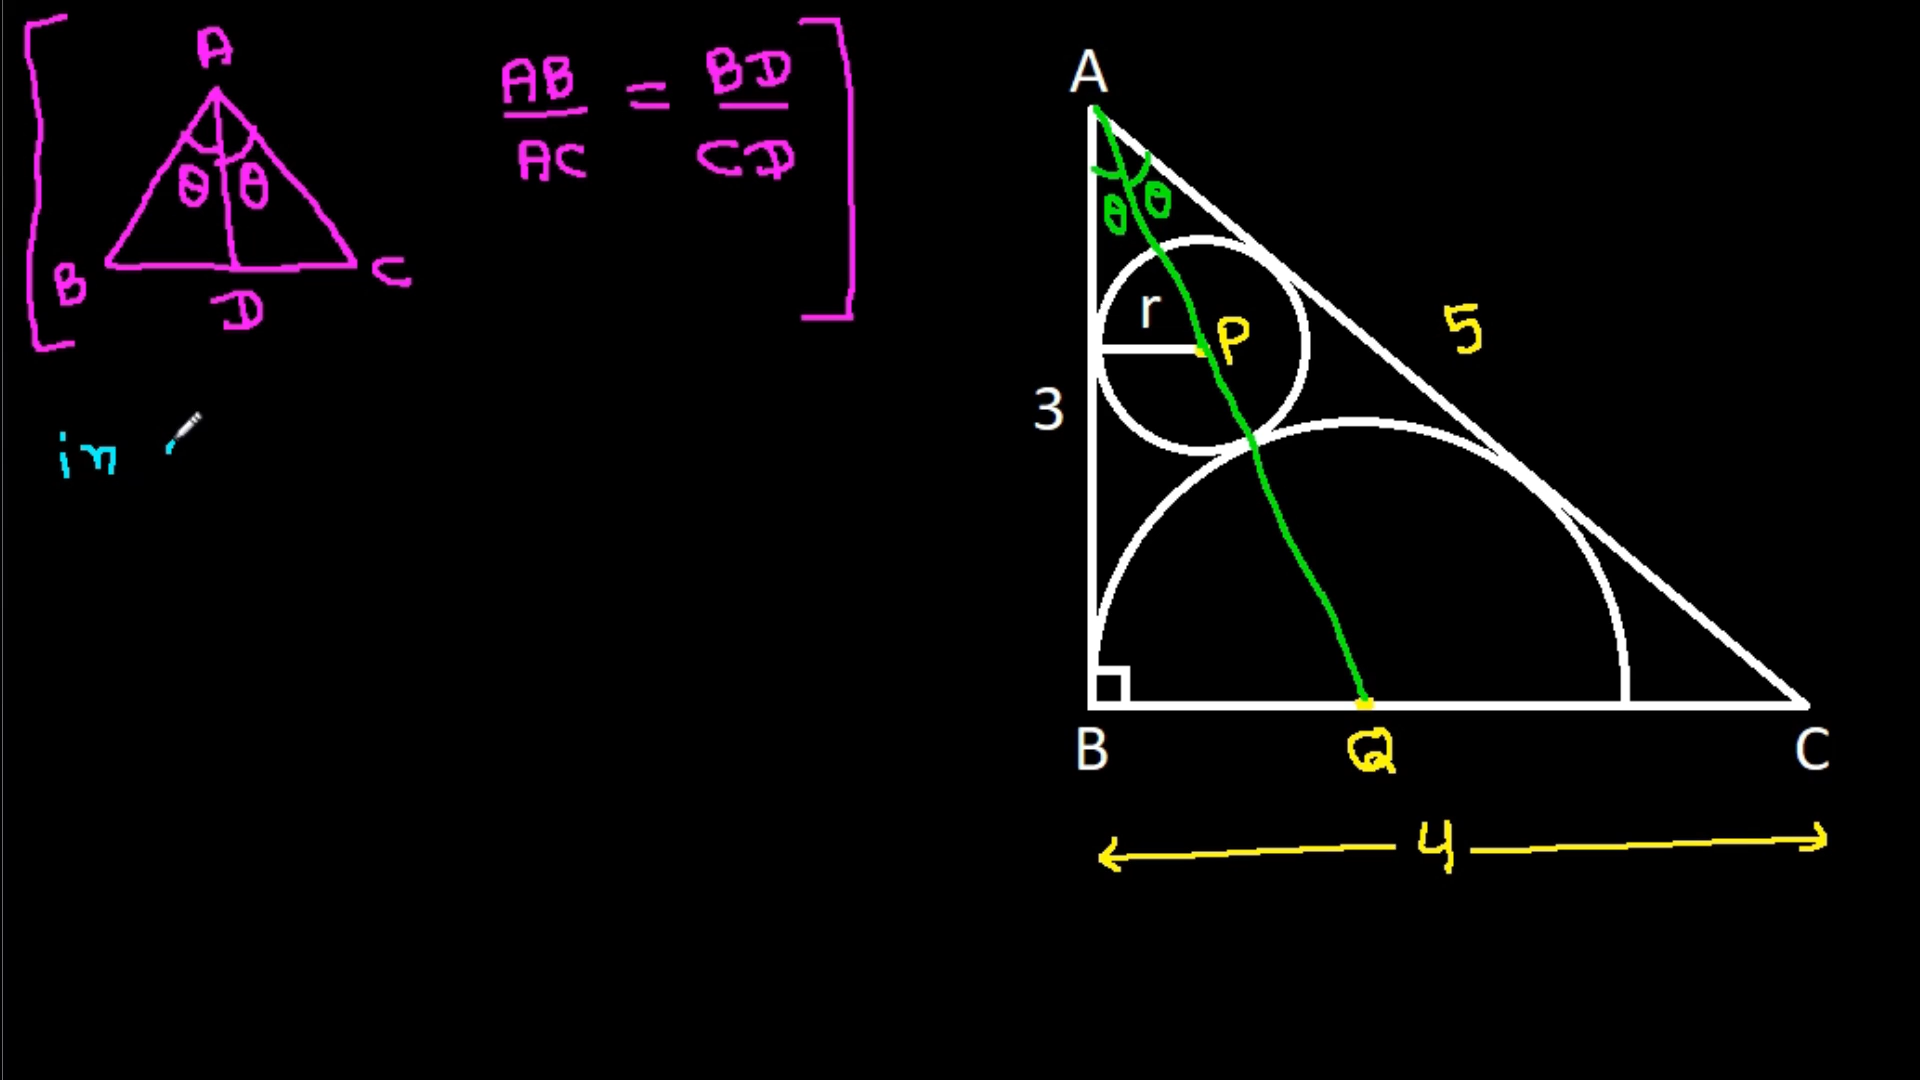 A
AB = BD
AC CD
θ θ
B D C
in
A
θ θ
r P
5
3
B Q C
4